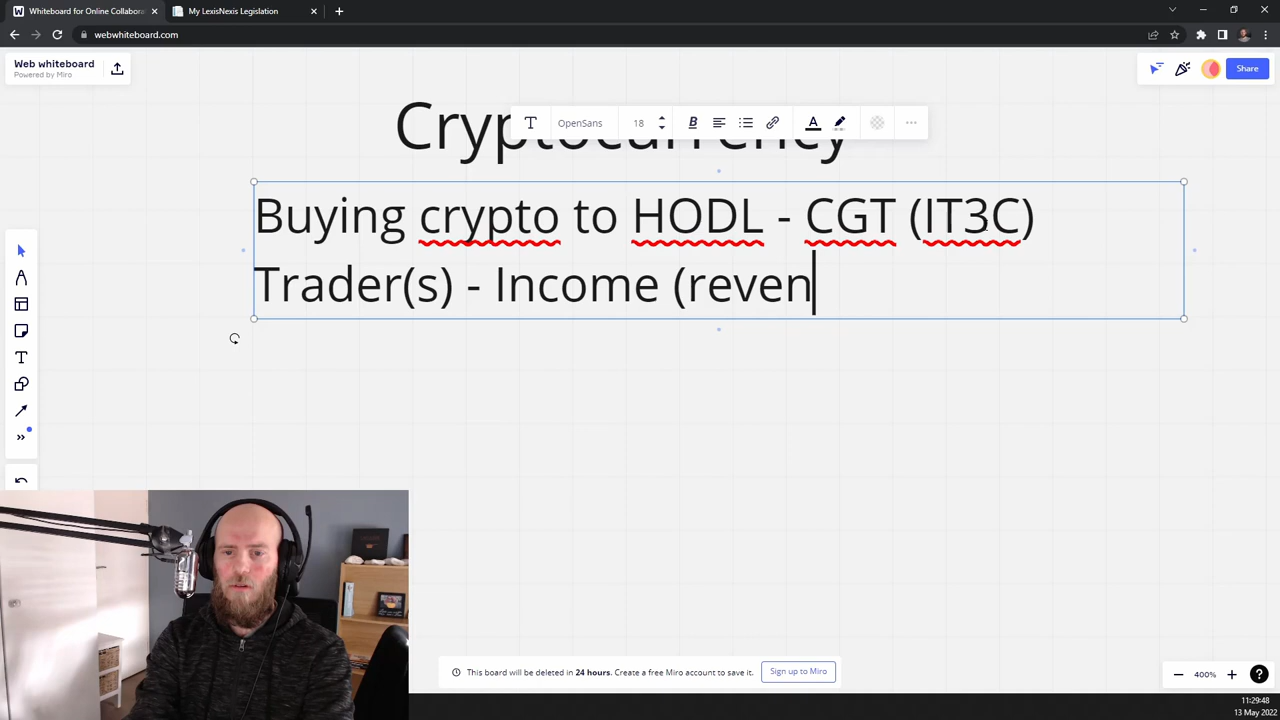 Whiteboard for Online Collabora
My LexisNexis Legislation
webwhiteboard.com
Web whiteboard
Powered by Miro
Share
OpenSans
18
B
A
Cryptocurrency
Buying crypto to HODL - CGT (IT3C)
Trader(s) - Income (reven
This board will be deleted in 24 hours. Create a free Miro account to save it.
Sign up to Miro
400%
11:29:48
13 May 2022